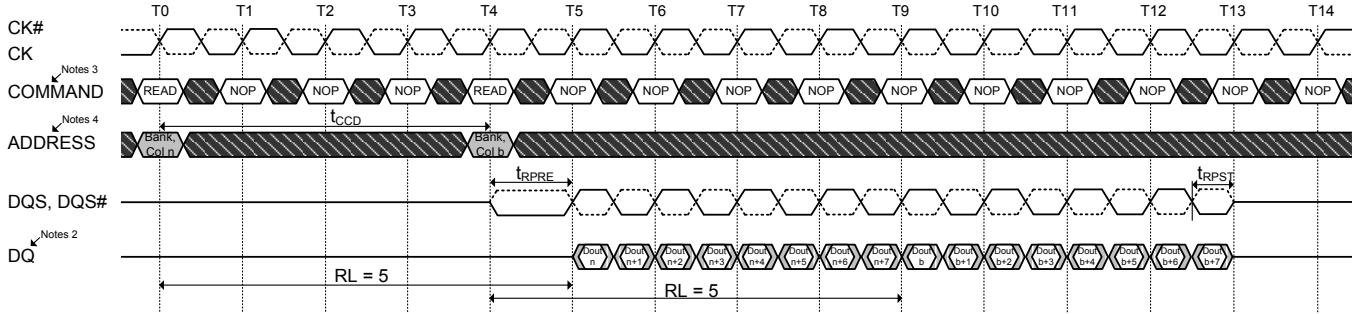 T0 T1 T2 T3 T4 T5 T6 T7 T8 T9 T10 T11 T12 T13 T14
CK#
CK
Notes 3
COMMAND READ NOP NOP NOP READ NOP NOP NOP NOP NOP NOP NOP NOP NOP NOP
Notes 4
tCCD
ADDRESS Bank, Col n Bank, Col b
tRPRE tRPST
DQS, DQS#
Notes 2
DQ Dout n Dout n+1 Dout n+2 Dout n+3 Dout n+4 Dout n+5 Dout n+6 Dout n+7 Dout b Dout b+1 Dout b+2 Dout b+3 Dout b+4 Dout b+5 Dout b+6 Dout b+7
RL = 5
RL = 5